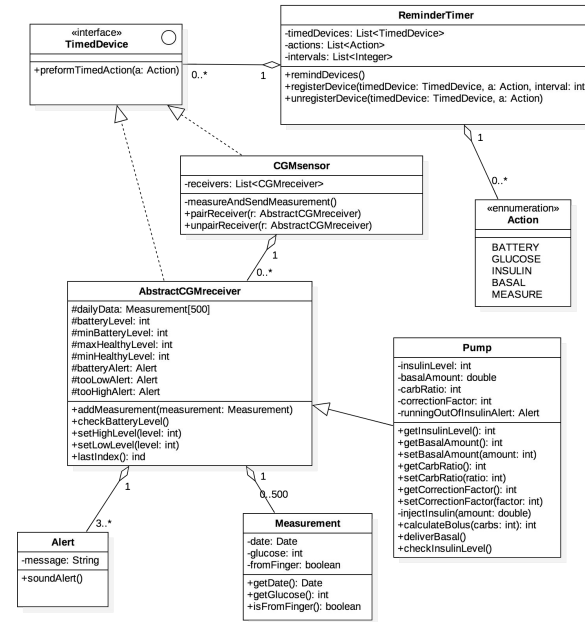 «interface»
TimedDevice
+preformTimedAction(a: Action)
0..*
1
ReminderTimer
-timedDevices: List<TimedDevice>
-actions: List<Action>
-intervals: List<Integer>
+remindDevices()
+registerDevice(timedDevice: TimedDevice, a: Action, interval: int
+unregisterDevice(timedDevice: TimedDevice, a: Action)
1
0..*
«ennumeration»
Action
BATTERY
GLUCOSE
INSULIN
BASAL
MEASURE
CGMsensor
-receivers: List<CGMreceiver>
-measureAndSendMeasurement()
+pairReceiver(r: AbstractCGMreceiver)
+unpairReceiver(r: AbstractCGMreceiver)
1
0..*
AbstractCGMreceiver
#dailyData: Measurement[500]
#batteryLevel: int
#minBatteryLevel: int
#maxHealthyLevel: int
#minHealthyLevel: int
#batteryAlert: Alert
#tooLowAlert: Alert
#tooHighAlert: Alert
+addMeasurement(measurement: Measurement)
+checkBatteryLevel()
+setHighLevel(level: int)
+setLowLevel(level: int)
+lastIndex(): ind
1
3..*
1
0..500
Pump
-insulinLevel: int
-basalAmount: double
-carbRatio: int
-correctionFactor: int
-runningOutOfInsulinAlert: Alert
+getInsulinLevel(): int
+getBasalAmount(): int
+setBasalAmount(amount: int)
+getCarbRatio(): int
+setCarbRatio(ratio: int)
+getCorrectionFactor(): int
+setCorrectionFactor(factor: int)
-injectInsulin(amount: double)
+calculateBolus(carbs: int): int
+deliverBasal()
+checkInsulinLevel()
Alert
-message: String
+soundAlert()
Measurement
-date: Date
-glucose: int
-fromFinger: boolean
+getDate(): Date
+getGlucose(): int
+isFromFinger(): boolean